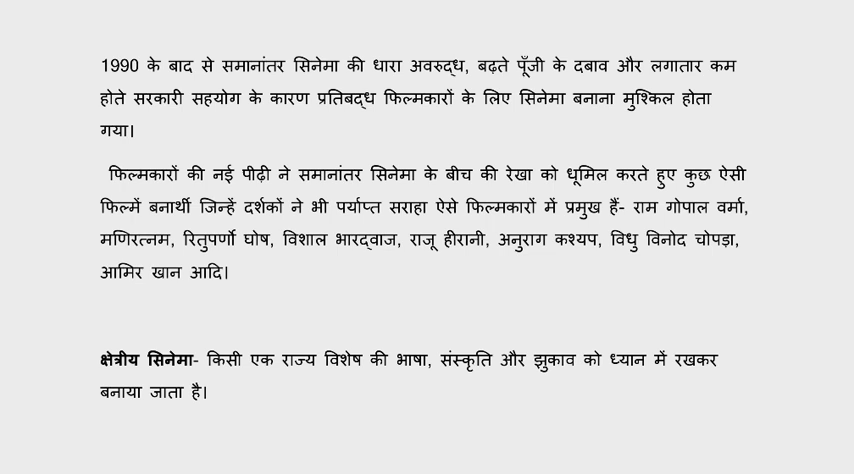 1990 के बाद से समानांतर सिनेमा की धारा अवरुद्ध, बढ़ते पूँजी के दबाव और लगातार कम
होते सरकारी सहयोग के कारण प्रतिबद्ध फिल्मकारों के लिए सिनेमा बनाना मुश्किल होता
गया।
फिल्मकारों की नई पीढ़ी ने समानांतर सिनेमा के बीच की रेखा को धूमिल करते हुए कुछ ऐसी
फिल्में बनार्थी जिन्हें दर्शकों ने भी पर्याप्त सराहा ऐसे फिल्मकारों में प्रमुख हैं- राम गोपाल वर्मा,
मणिरत्नम, रितुपर्णो घोष, विशाल भारद्वाज, राजू हीरानी, अनुराग कश्यप, विधु विनोद चोपड़ा,
आमिर खान आदि।
क्षेत्रीय सिनेमा- किसी एक राज्य विशेष की भाषा, संस्कृति और झुकाव को ध्यान में रखकर
बनाया जाता है।